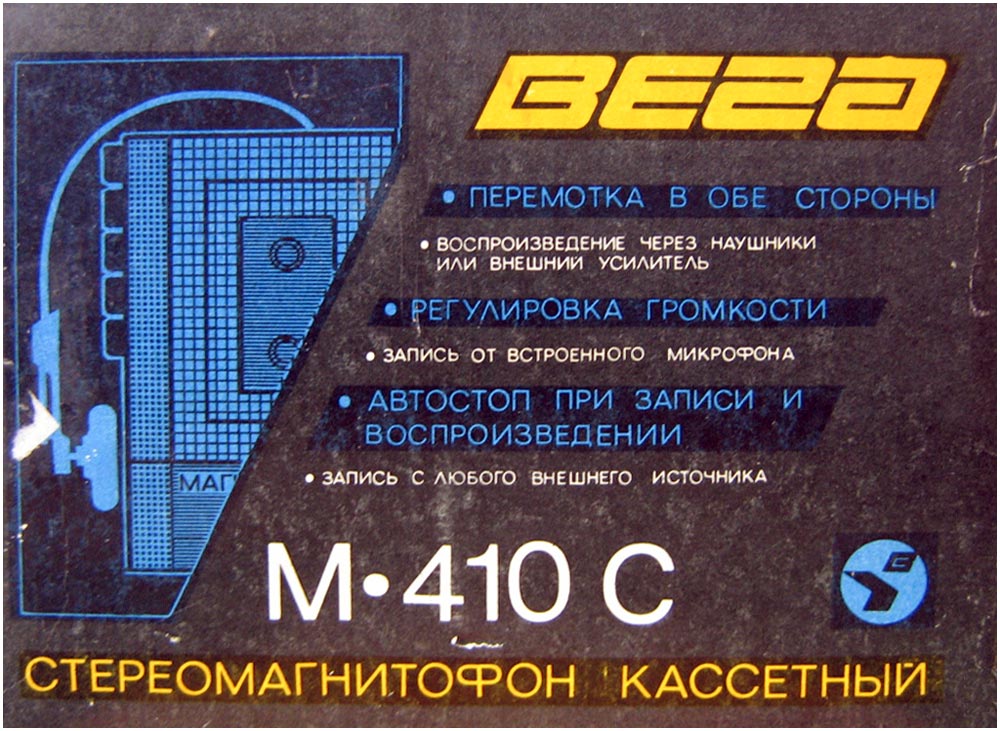 ВЕГА
• ПЕРЕМОТКА В ОБЕ СТОРОНЫ
• ВОСПРОИЗВЕДЕНИЕ ЧЕРЕЗ НАУШНИКИ
ИЛИ ВНЕШНИЙ УСИЛИТЕЛЬ
• РЕГУЛИРОВКА ГРОМКОСТИ
• ЗАПИСЬ ОТ ВСТРОЕННОГО МИКРОФОНА
• АВТОСТОП ПРИ ЗАПИСИ И
ВОСПРОИЗВЕДЕНИИ
• ЗАПИСЬ С ЛЮБОГО ВНЕШНЕГО ИСТОЧНИКА
МАГ
М•410 С
СТЕРЕОМАГНИТОФОН КАССЕТНЫЙ